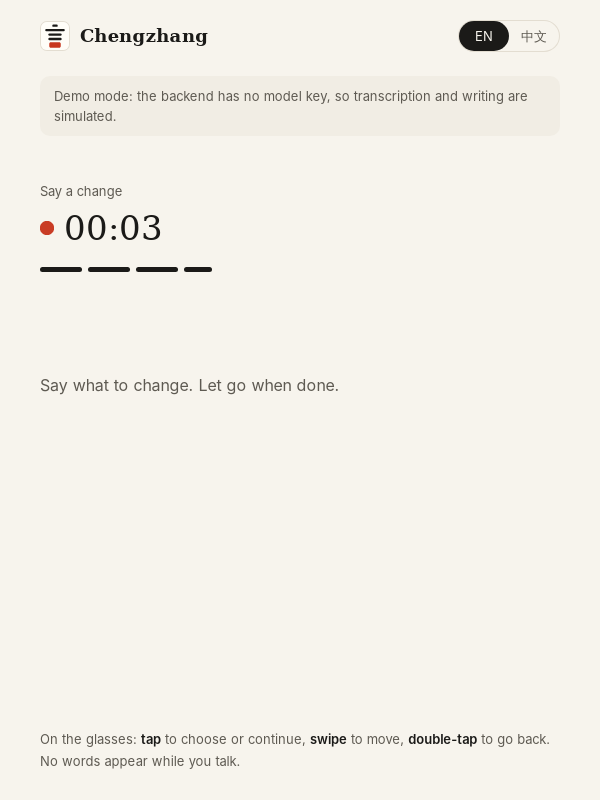 Chengzhang
EN
中文
Demo mode: the backend has no model key, so transcription and writing are
simulated.
Say a change
00:03
Say what to change. Let go when done.
On the glasses: tap to choose or continue, swipe to move, double-tap to go back.
No words appear while you talk.